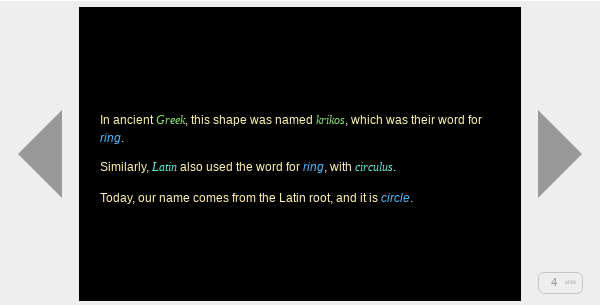 In ancient Greek, this shape was named krikos, which was their word for
ring.
Similarly, Latin also used the word for ring, with circulus.
Today, our name comes from the Latin root, and it is circle.
4